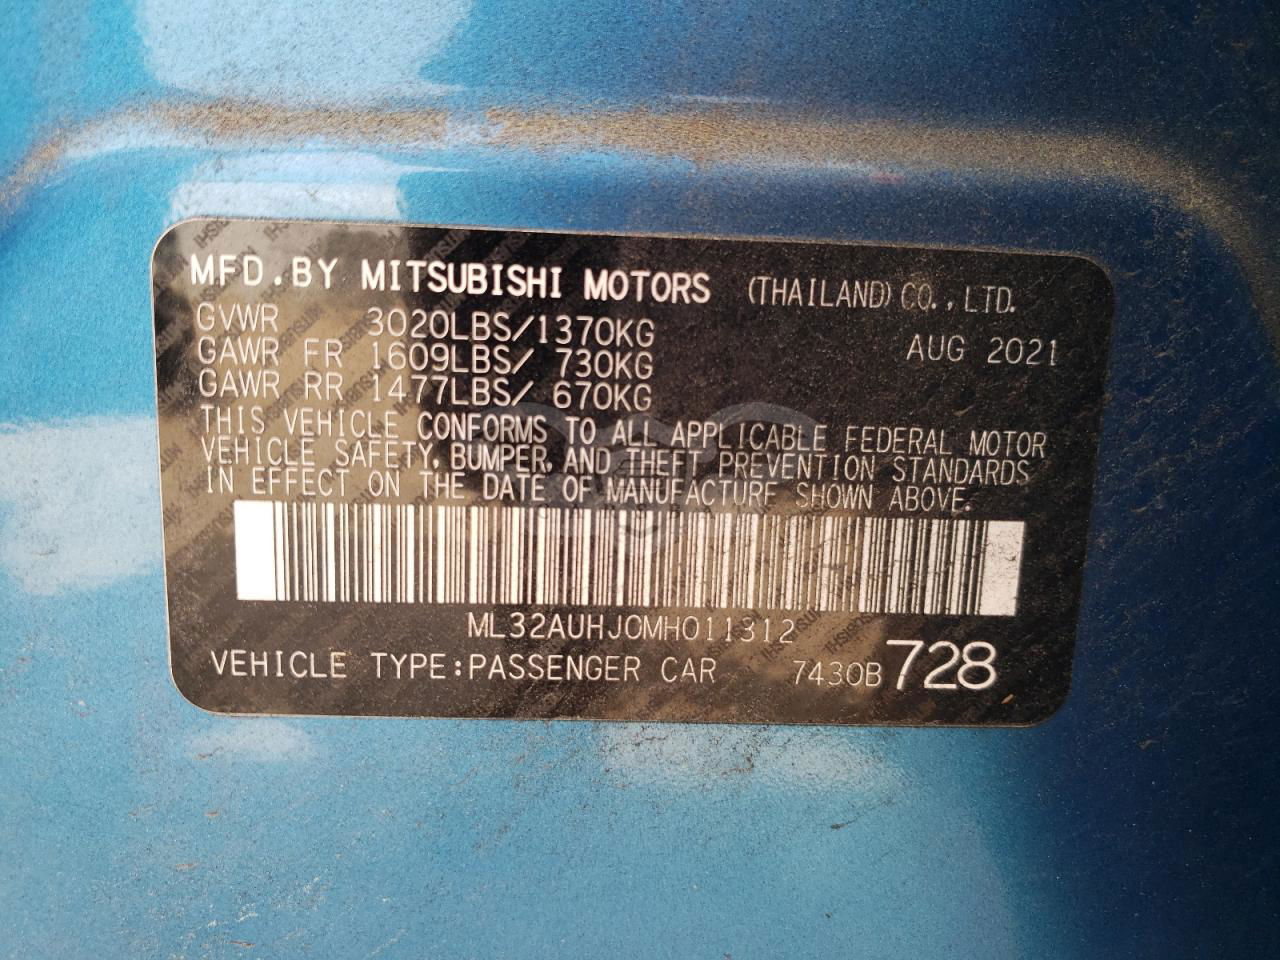 MFD.BY MITSUBISHI MOTORS (THAILAND) CO.,LTD.
GVWR 3020LBS/1370KG
AUG 2021
GAWR FR 1609LBS/ 730KG
GAWR RR 1477LBS/ 670KG
THIS VEHICLE CONFORMS TO ALL APPLICABLE FEDERAL MOTOR
VEHICLE SAFETY, BUMPER, AND THEFT PREVENTION STANDARDS
IN EFFECT ON THE DATE OF MANUFACTURE SHOWN ABOVE.
ML32AUHJ0MH011312
VEHICLE TYPE:PASSENGER CAR 7430B 728